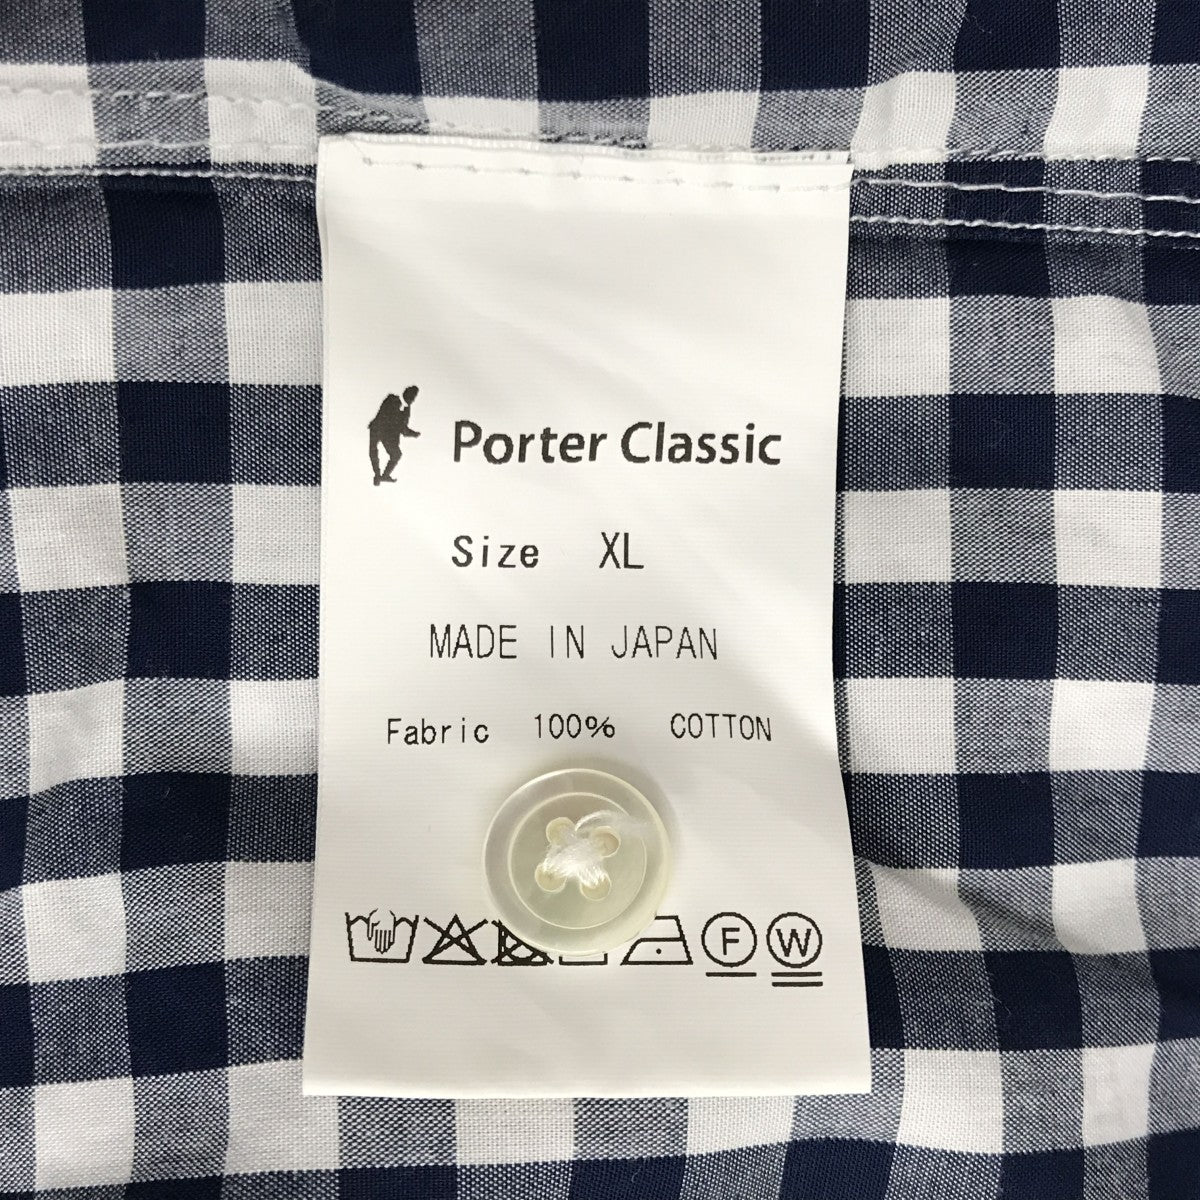 Porter Classic
Size XL
MADE IN JAPAN
Fabric 100% COTTON
F W